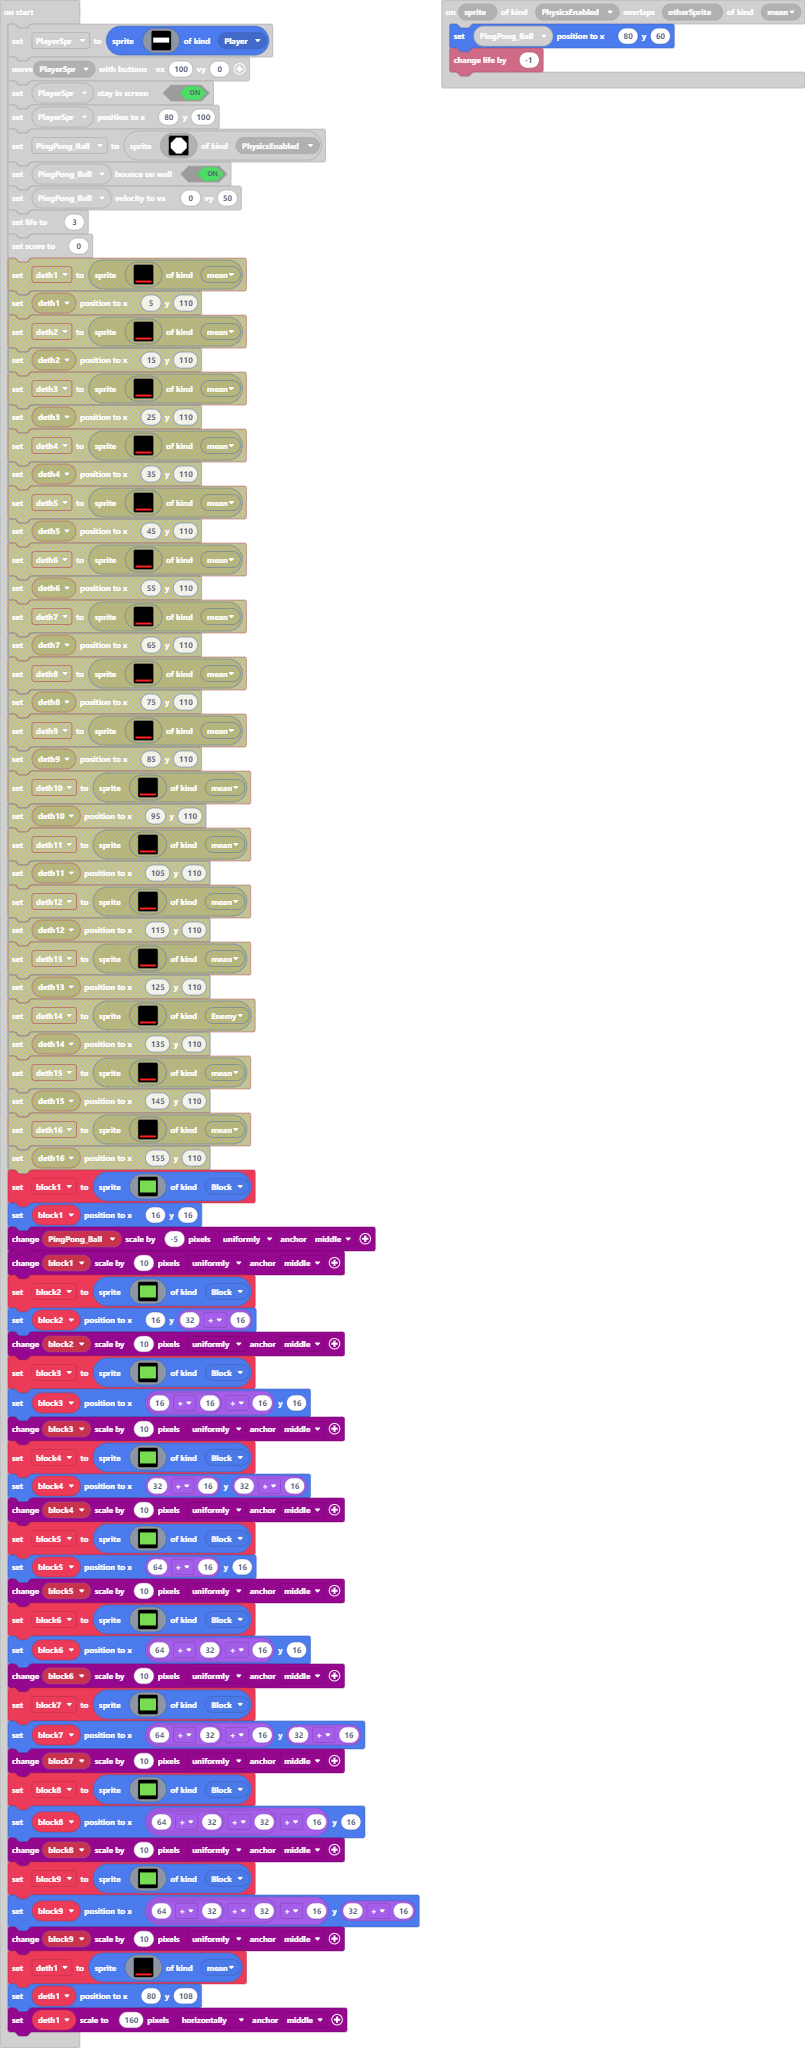 on start
set PlayerSpr to sprite of kind Player
move PlayerSpr with buttons vx 100 vy 0
set PlayerSpr stay in screen ON
set PlayerSpr position to x 80 y 100
set PingPong_Ball to sprite of kind PhysicsEnabled
set PingPong_Ball bounce on wall ON
set PingPong_Ball velocity to vx 0 vy 50
set life to 3
set score to 0
set deth1 to sprite of kind mean
set deth1 position to x 5 y 110
set deth2 to sprite of kind mean
set deth2 position to x 15 y 110
set deth3 to sprite of kind mean
set deth3 position to x 25 y 110
set deth4 to sprite of kind mean
set deth4 position to x 35 y 110
set deth5 to sprite of kind mean
set deth5 position to x 45 y 110
set deth6 to sprite of kind mean
set deth6 position to x 55 y 110
set deth7 to sprite of kind mean
set deth7 position to x 65 y 110
set deth8 to sprite of kind mean
set deth8 position to x 75 y 110
set deth9 to sprite of kind mean
set deth9 position to x 85 y 110
set deth10 to sprite of kind mean
set deth10 position to x 95 y 110
set deth11 to sprite of kind mean
set deth11 position to x 105 y 110
set deth12 to sprite of kind mean
set deth12 position to x 115 y 110
set deth13 to sprite of kind mean
set deth13 position to x 125 y 110
set deth14 to sprite of kind Enemy
set deth14 position to x 135 y 110
set deth15 to sprite of kind mean
set deth15 position to x 145 y 110
set deth16 to sprite of kind mean
set deth16 position to x 155 y 110
set block1 to sprite of kind Block
set block1 position to x 16 y 16
change PingPong_Ball scale by -5 pixels uniformly anchor middle
change block1 scale by 10 pixels uniformly anchor middle
set block2 to sprite of kind Block
set block2 position to x 16 y 32 + 16
change block2 scale by 10 pixels uniformly anchor middle
set block3 to sprite of kind Block
set block3 position to x 16 + 16 + 16 y 16
change block3 scale by 10 pixels uniformly anchor middle
set block4 to sprite of kind Block
set block4 position to x 32 + 16 y 32 + 16
change block4 scale by 10 pixels uniformly anchor middle
set block5 to sprite of kind Block
set block5 position to x 64 + 16 y 16
change block5 scale by 10 pixels uniformly anchor middle
set block6 to sprite of kind Block
set block6 position to x 64 + 32 + 16 y 16
change block6 scale by 10 pixels uniformly anchor middle
set block7 to sprite of kind Block
set block7 position to x 64 + 32 + 16 y 32 + 16
change block7 scale by 10 pixels uniformly anchor middle
set block8 to sprite of kind Block
set block8 position to x 64 + 32 + 32 + 16 y 16
change block8 scale by 10 pixels uniformly anchor middle
set block9 to sprite of kind Block
set block9 position to x 64 + 32 + 32 + 16 y 32 + 16
change block9 scale by 10 pixels uniformly anchor middle
set deth1 to sprite of kind mean
set deth1 position to x 80 y 108
set deth1 scale to 160 pixels horizontally anchor middle
on sprite of kind PhysicsEnabled overlaps otherSprite of kind mean
set PingPong_Ball position to x 80 y 60
change life by -1